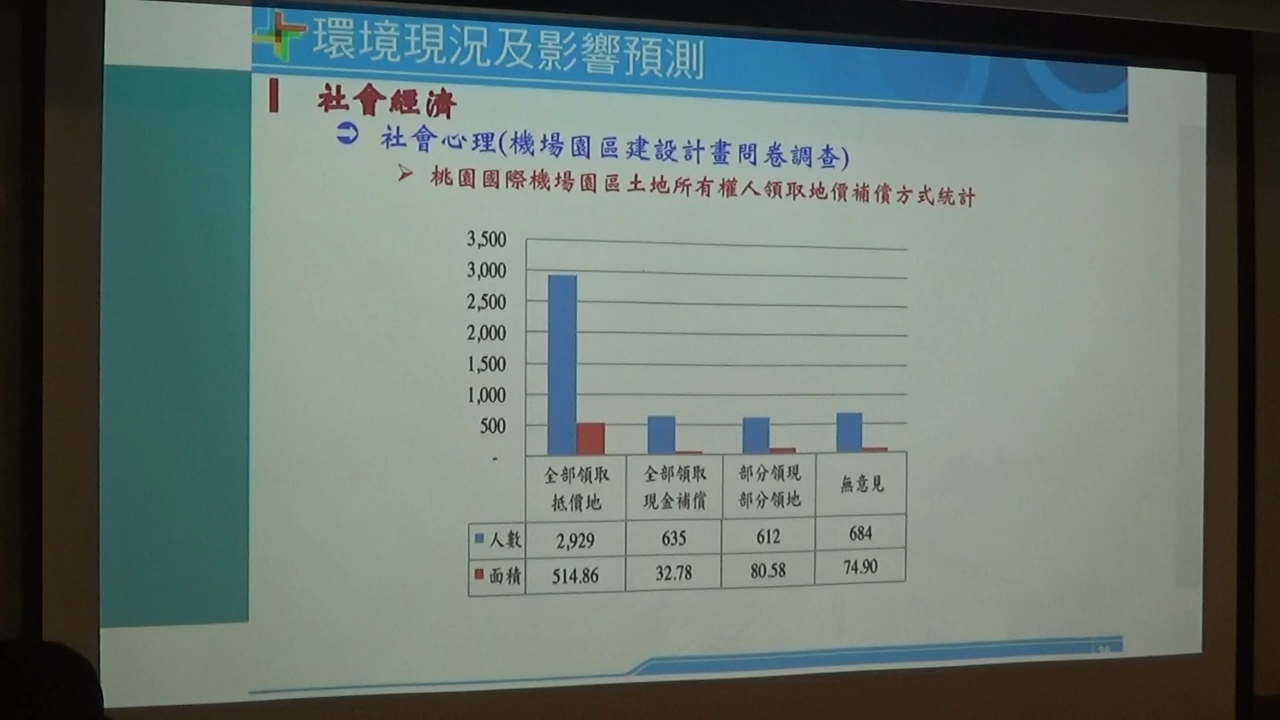 環境現況及影響預測
社會經濟
社會心理(機場園區建設計畫問卷調查)
桃園國際機場園區土地所有權人領取地價補償方式統計
3,500
3,000
2,500
2,000
1,500
1,000
500
-
全部領取抵價地 全部領取現金補償 部分領現部分領地 無意見
人數 2,929 635 612 684
面積 514.86 32.78 80.58 74.90